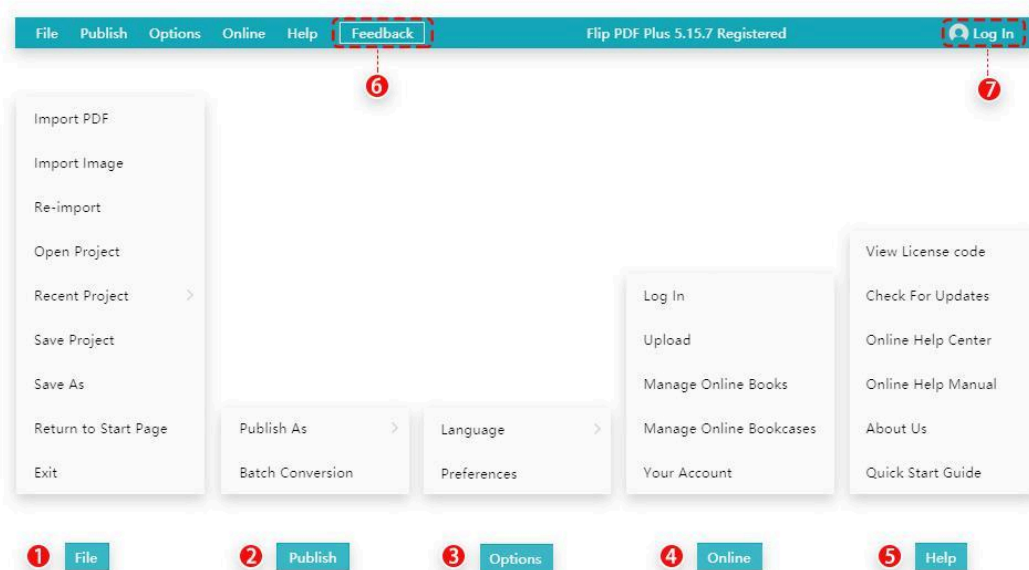 File Publish Options Online Help Feedback Flip PDF Plus 5.15.7 Registered Log In
6
7
Import PDF
Import Image
Re-import
Open Project
Recent Project
Save Project
Save As
Return to Start Page
Exit
Publish As
Batch Conversion
Language
Preferences
Log In
Upload
Manage Online Books
Manage Online Bookcases
Your Account
View License code
Check For Updates
Online Help Center
Online Help Manual
About Us
Quick Start Guide
1 File
2 Publish
3 Options
4 Online
5 Help